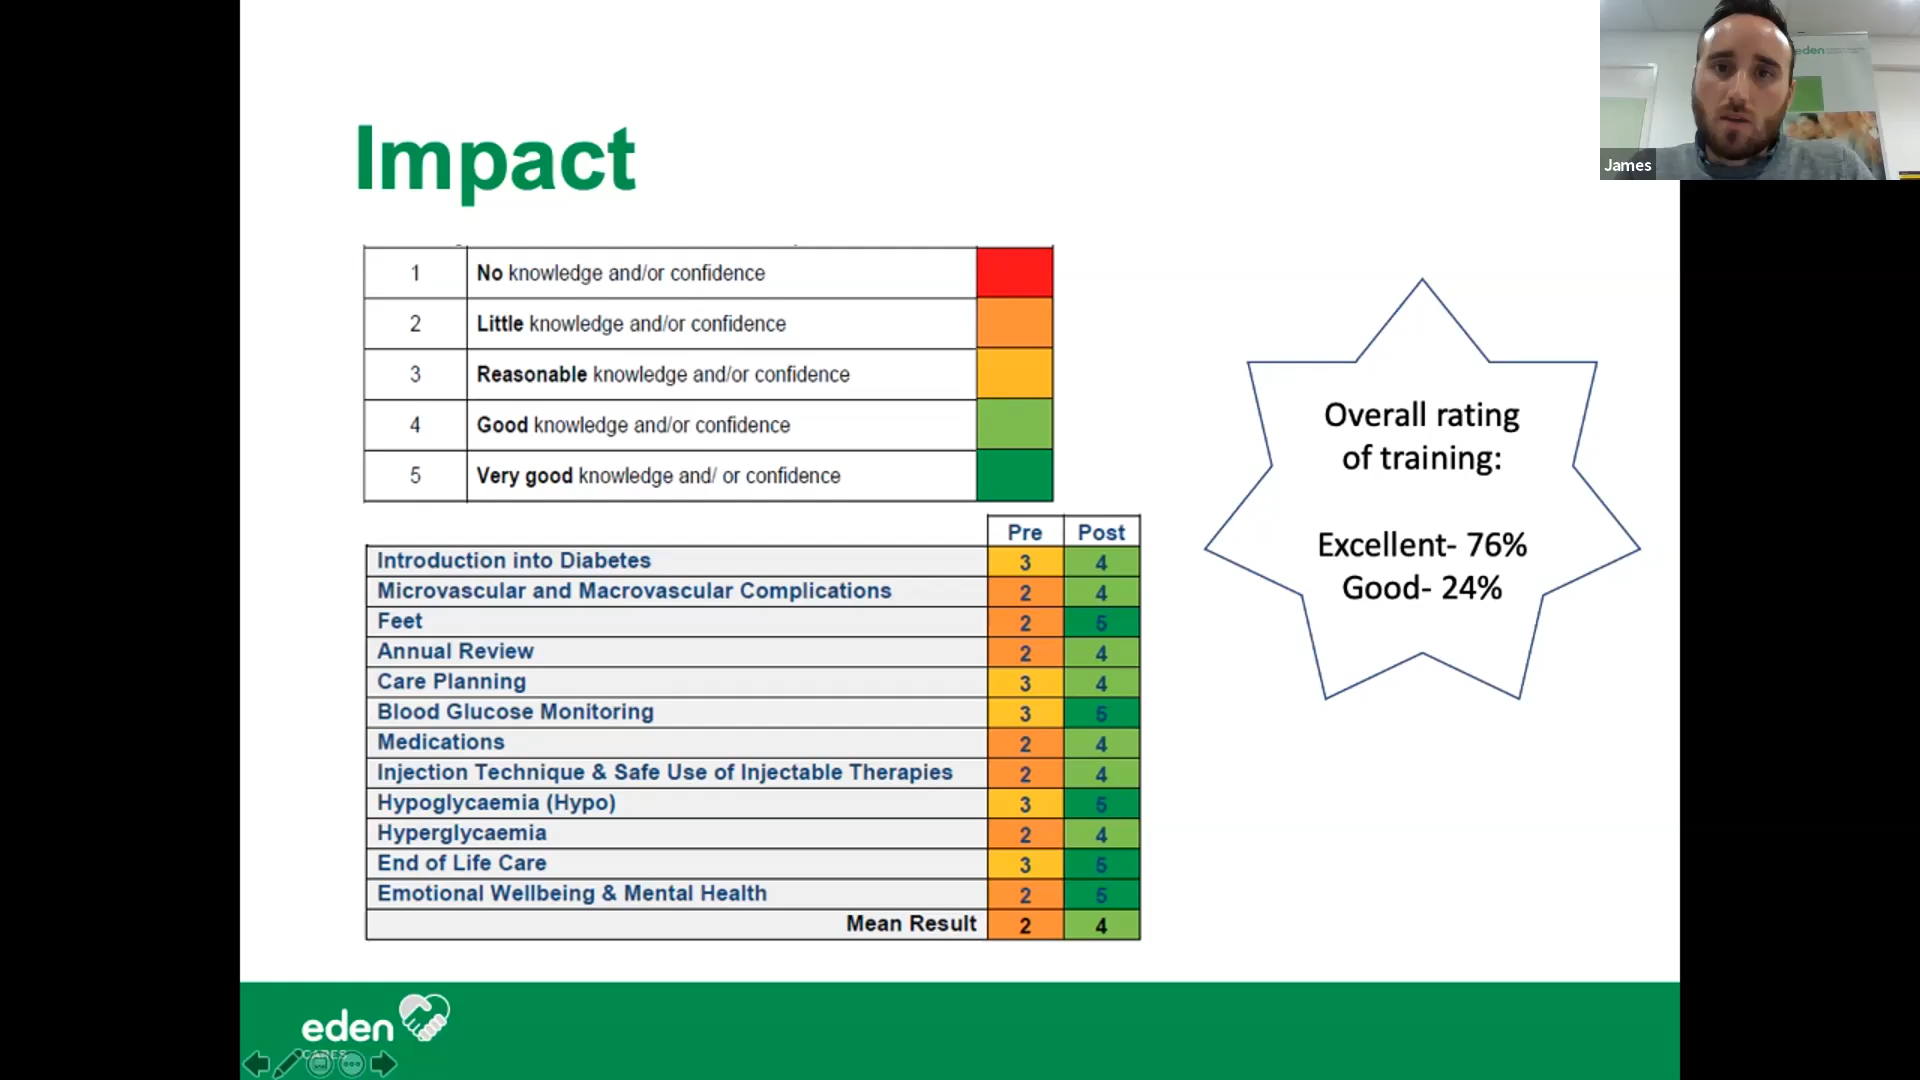 eden
James
Impact
1 No knowledge and/or confidence
2 Little knowledge and/or confidence
3 Reasonable knowledge and/or confidence
4 Good knowledge and/or confidence
5 Very good knowledge and/ or confidence
Pre Post
Introduction into Diabetes 3 4
Microvascular and Macrovascular Complications 2 4
Feet 2 5
Annual Review 2 4
Care Planning 3 4
Blood Glucose Monitoring 3 5
Medications 2 4
Injection Technique & Safe Use of Injectable Therapies 2 4
Hypoglycaemia (Hypo) 3 5
Hyperglycaemia 2 4
End of Life Care 3 5
Emotional Wellbeing & Mental Health 2 5
Mean Result 2 4
Overall rating
of training:
Excellent- 76%
Good- 24%
eden
CARES